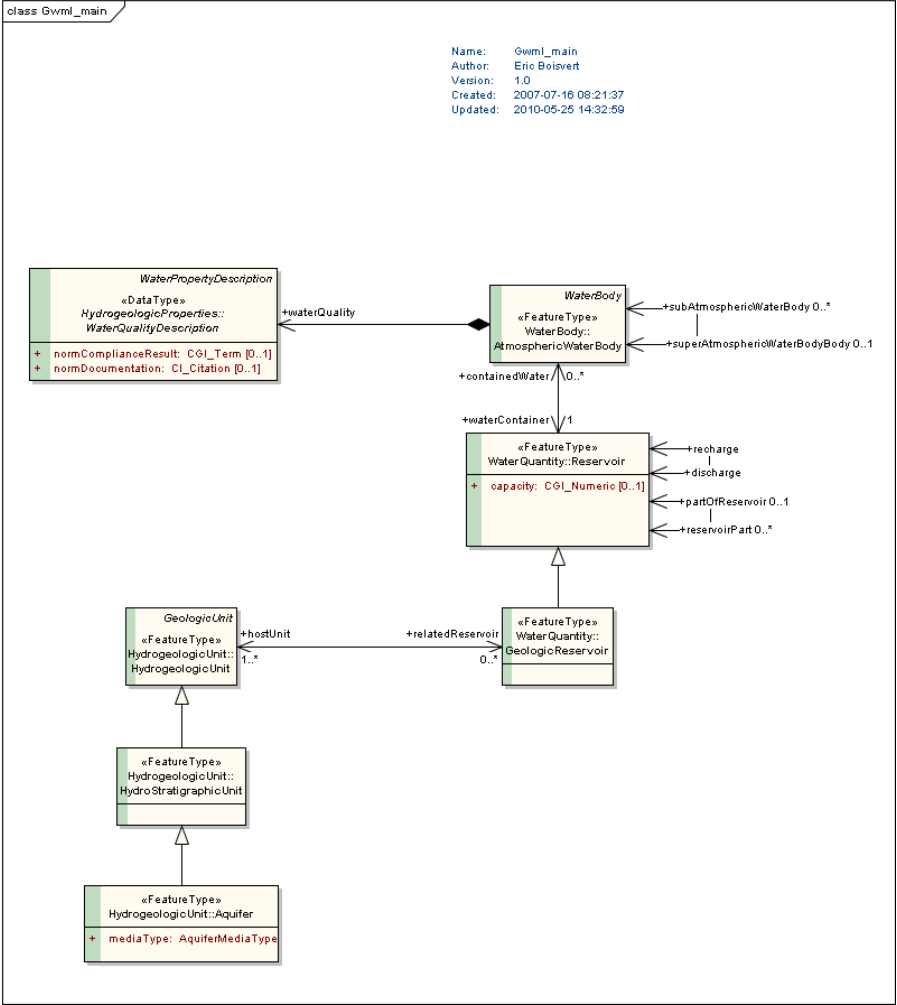 class Gwml_main
Name: Gwml_main
Author: Eric Boisvert
Version: 1.0
Created: 2007-07-16 08:21:37
Updated: 2010-05-25 14:32:59
WaterPropertyDescription
«DataType»
HydrogeologicProperties::
WaterQualityDescription
+ normComplianceResult: CGI_Term [0..1]
+ normDocumentation: CI_Citation [0..1]
+waterQuality
WaterBody
«FeatureType»
WaterBody::
AtmosphericWaterBody
+subAtmosphericWaterBody 0..*
+superAtmosphericWaterBodyBody 0..1
+containedWater 0..*
+waterContainer 1
«FeatureType»
WaterQuantity::Reservoir
+ capacity: CGI_Numeric [0..1]
+recharge
+discharge
+partOfReservoir 0..1
+reservoirPart 0..*
GeologicUnit
«FeatureType»
HydrogeologicUnit::
HydrogeologicUnit
+hostUnit
1..*
+relatedReservoir
0..*
«FeatureType»
WaterQuantity::
GeologicReservoir
«FeatureType»
HydrogeologicUnit::
HydroStratigraphicUnit
«FeatureType»
HydrogeologicUnit::Aquifer
+ mediaType: AquiferMediaType